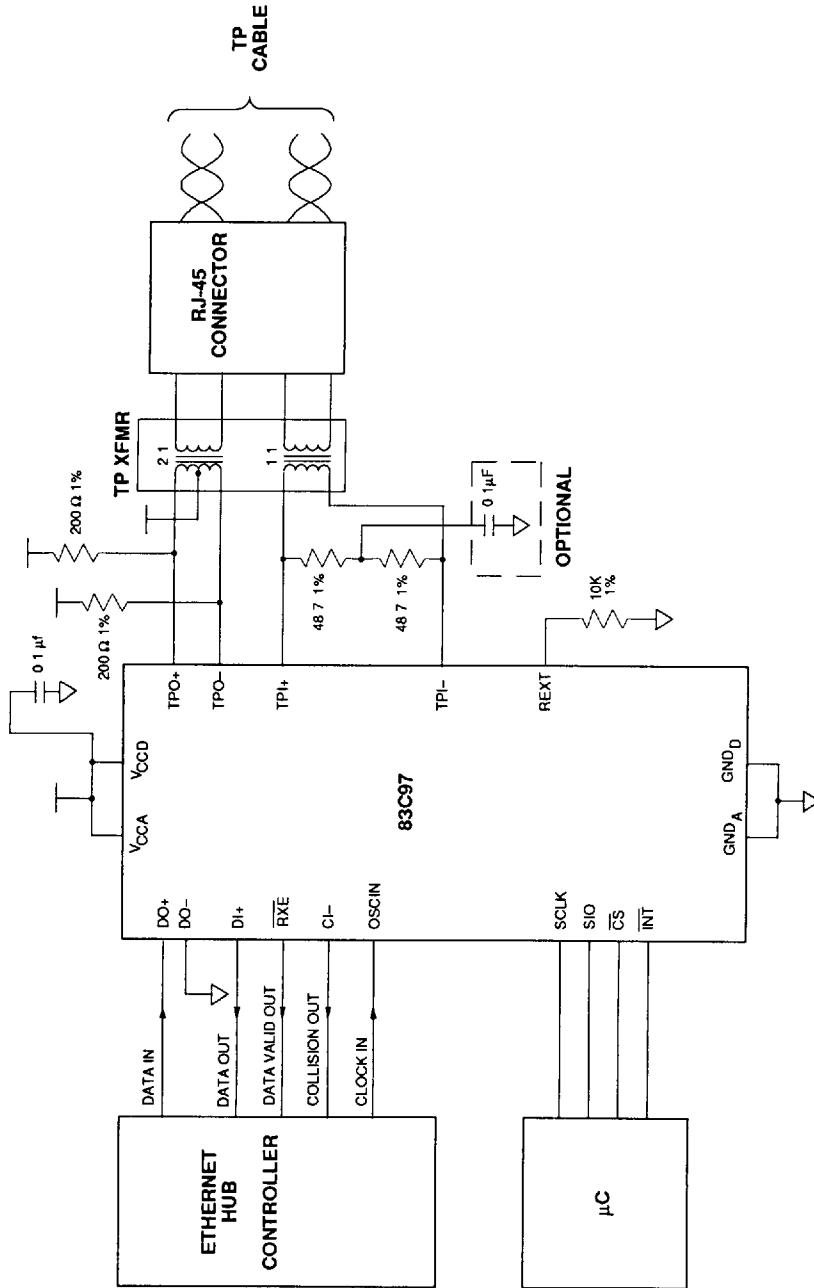 ETHERNET
HUB
CONTROLLER
DATA IN
DATA OUT
DATA VALID OUT
COLLISION OUT
CLOCK IN
µC
DO+
DO−
DI+
RXE
CI−
OSCIN
SCLK
SIO
CS
INT
VCCA
VCCD
0 1 µf
83C97
GNDA
GNDD
TPO+
TPO−
TPI+
TPI−
REXT
200 Ω 1%
200 Ω 1%
48 7 1%
48 7 1%
10K
1%
0 1µF
OPTIONAL
TP XFMR
2 1
1 1
RJ-45
CONNECTOR
TP
CABLE